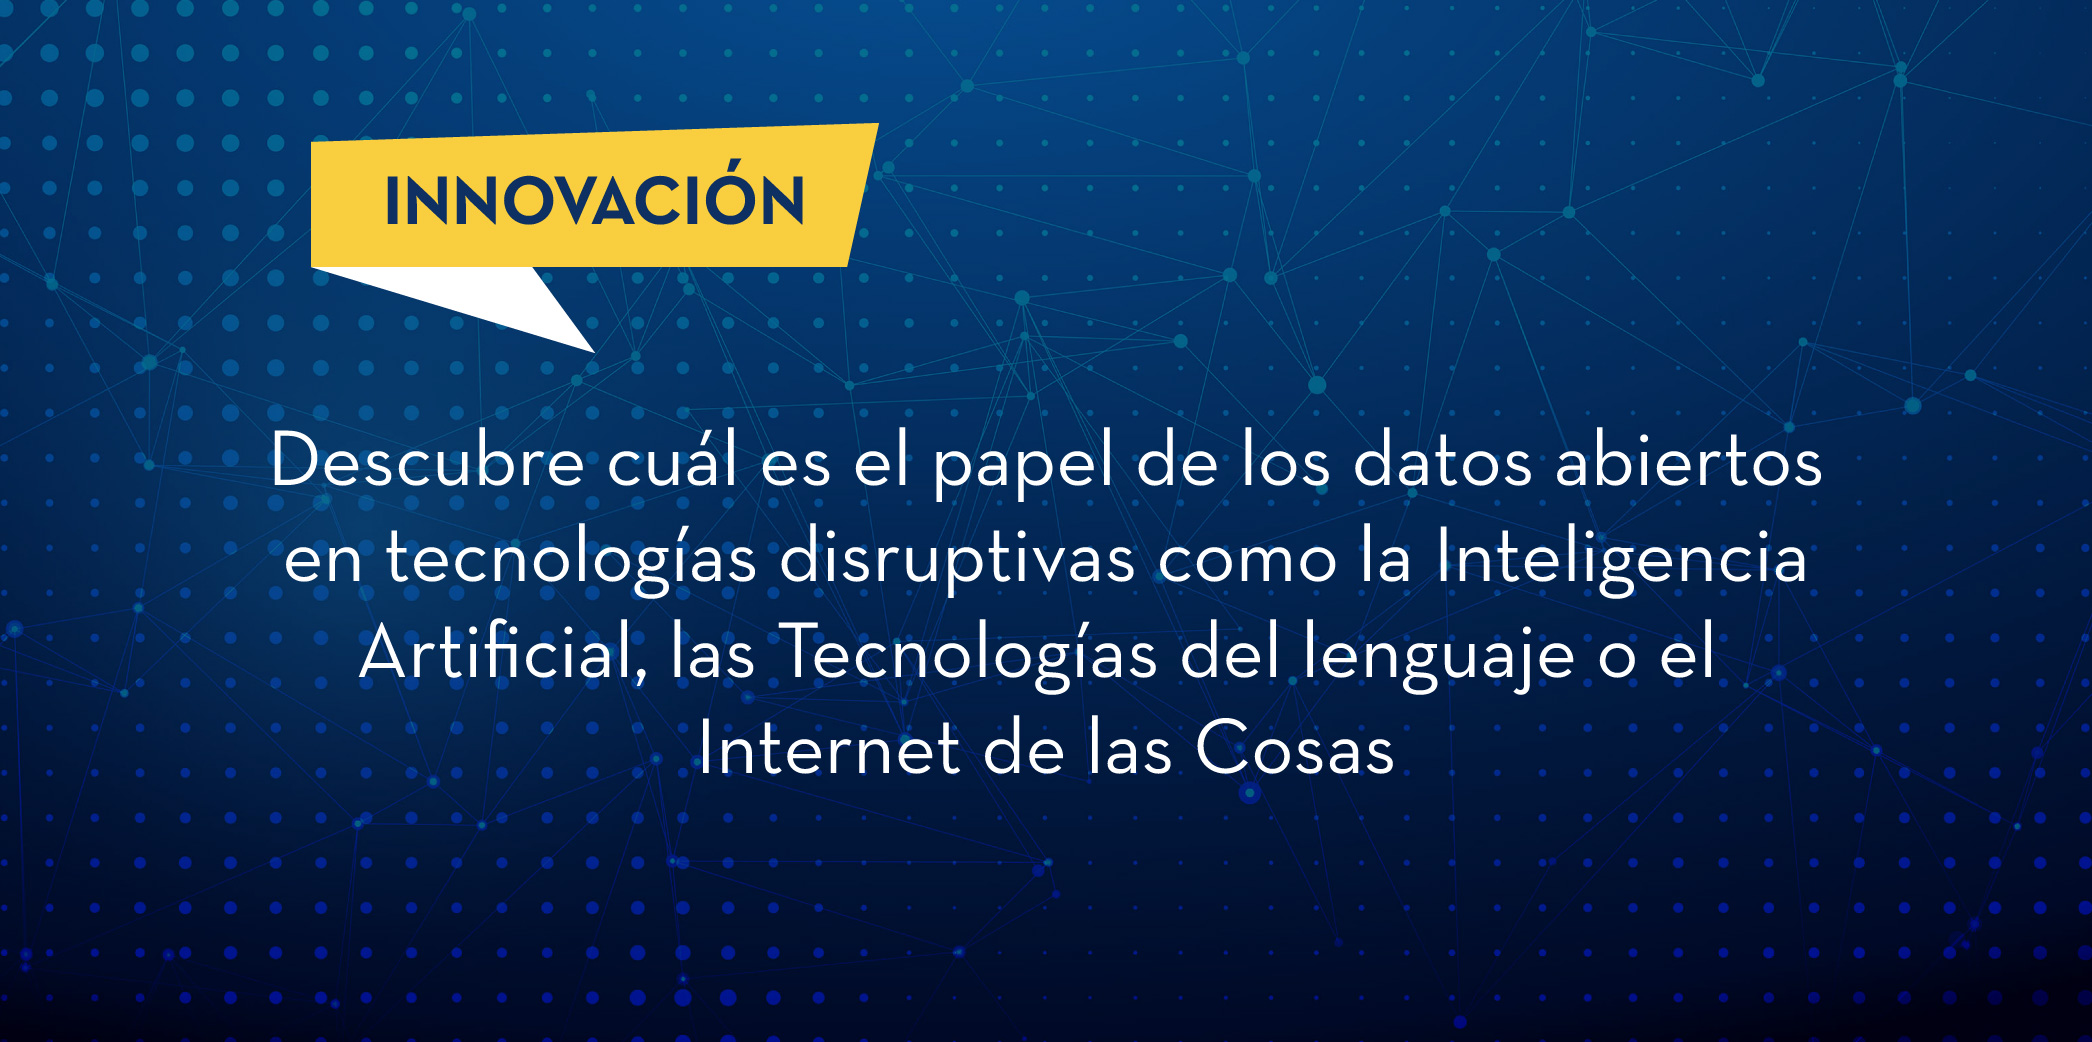 INNOVACIÓN
Descubre cuál es el papel de los datos abiertos
en tecnologías disruptivas como la Inteligencia
Artificial, las Tecnologías del lenguaje o el
Internet de las Cosas